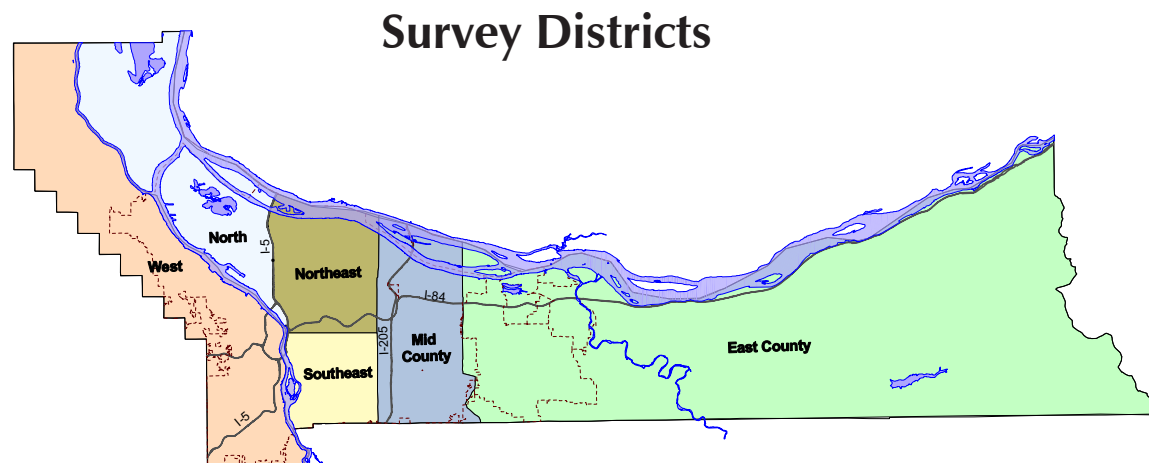 Survey Districts
North
I-5
West
Northeast
I-84
I-205
Mid
County
East County
Southeast
I-5